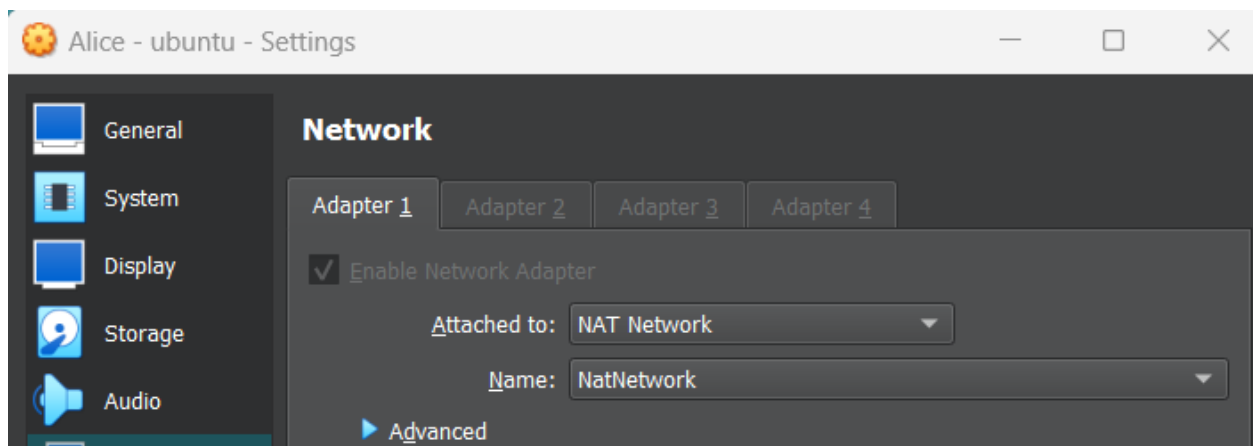 Alice - ubuntu - Settings
General
Network
System
Adapter 1
Adapter 2
Adapter 3
Adapter 4
Display
Enable Network Adapter
Attached to: NAT Network
Storage
Name: NatNetwork
Audio
Advanced